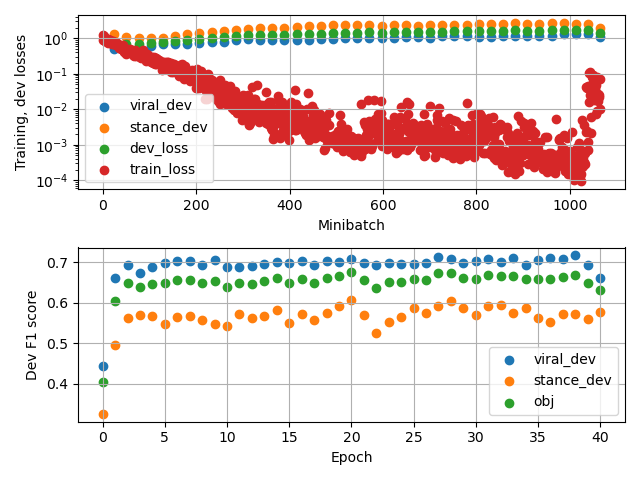 Training, dev losses
10⁰
10⁻¹
10⁻²
10⁻³
10⁻⁴
viral_dev
stance_dev
dev_loss
train_loss
0 200 400 600 800 1000
Minibatch
Dev F1 score
0.7
0.6
0.5
0.4
viral_dev
stance_dev
obj
0 5 10 15 20 25 30 35 40
Epoch